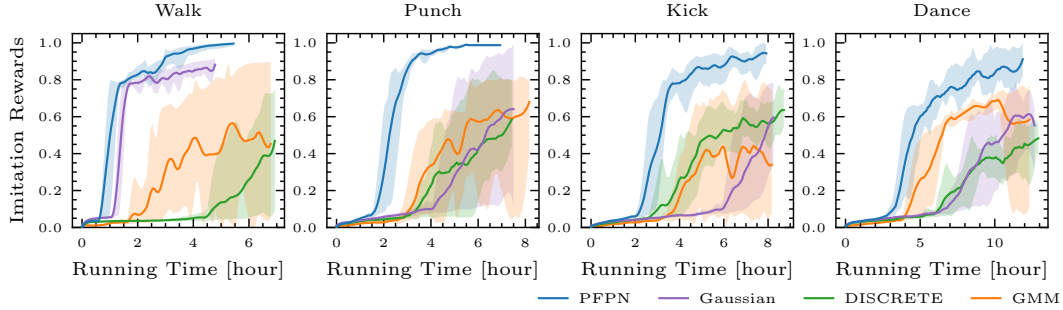 Walk Punch Kick Dance
Imitation Rewards
1.0 0.8 0.6 0.4 0.2 0.0
0 2 4 6
Running Time [hour]
1.0 0.8 0.6 0.4 0.2 0.0
0 2 4 6 8
Running Time [hour]
1.0 0.8 0.6 0.4 0.2 0.0
0 2 4 6 8
Running Time [hour]
1.0 0.8 0.6 0.4 0.2 0.0
0 5 10
Running Time [hour]
PFPN Gaussian DISCRETE GMM